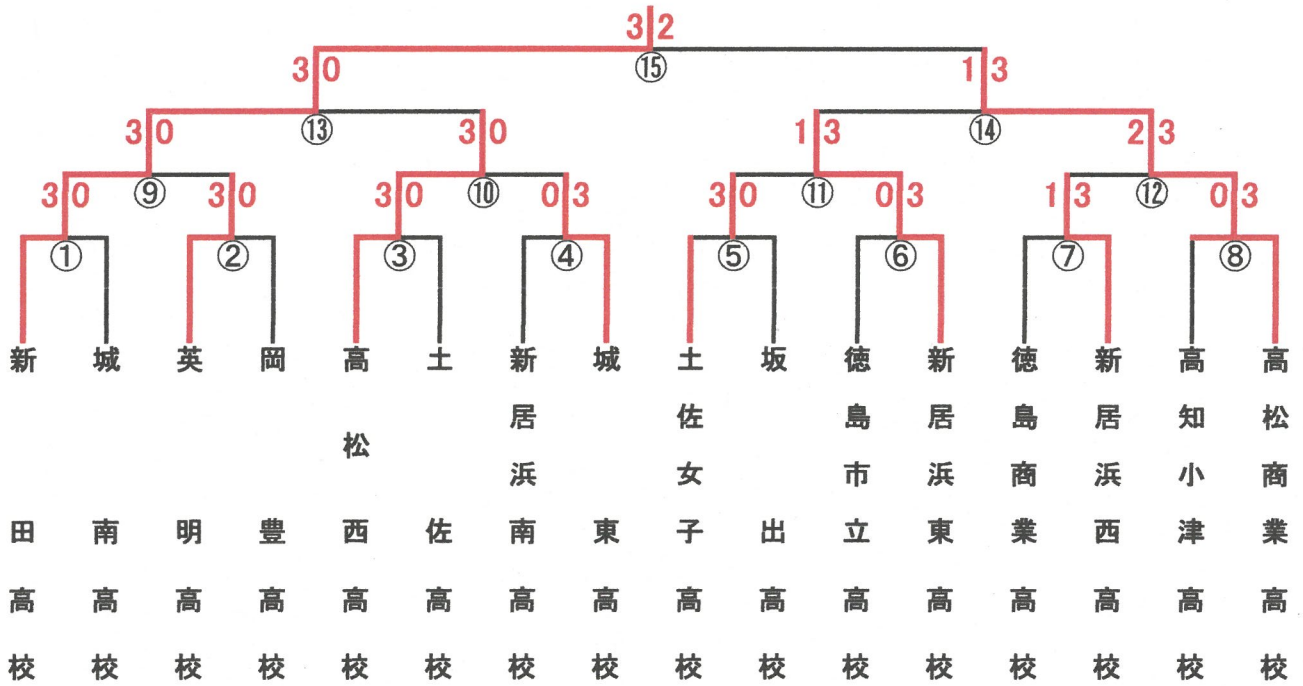 3 2
⑮
3 0 1 3
⑬ ⑭
3 0 3 0 1 3 2 3
⑨ ⑩ ⑪ ⑫
3 0 3 0 3 0 0 3 3 0 0 3 1 3 0 3
① ② ③ ④ ⑤ ⑥ ⑦ ⑧
新田高校
城南高校
英明高校
岡豊高校
高松西高校
土佐高校
新居浜南高校
城東高校
土佐女子高校
坂出高校
徳島市立高校
新居浜東高校
徳島商業高校
新居浜西高校
高知小津高校
高松商業高校